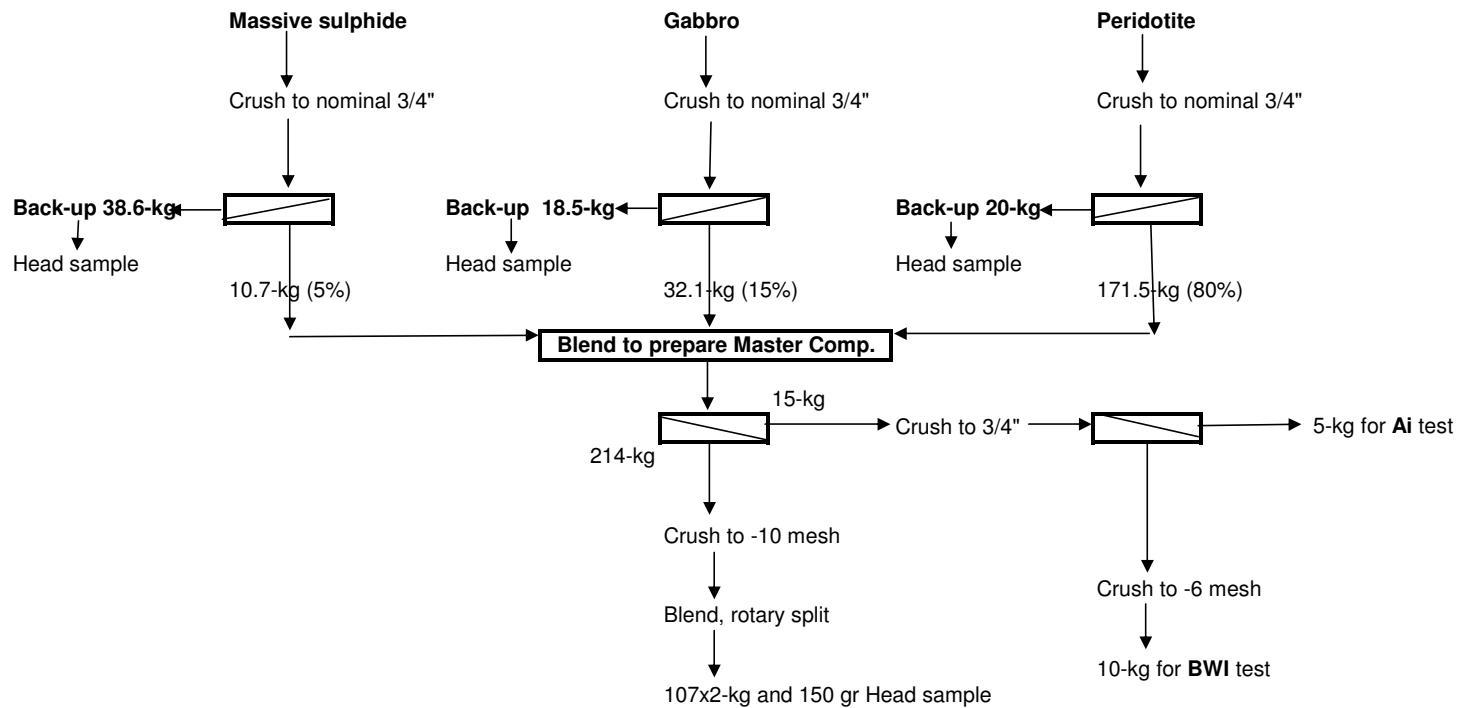 Massive sulphide
Gabbro
Peridotite
Crush to nominal 3/4"
Crush to nominal 3/4"
Crush to nominal 3/4"
Back-up 38.6-kg
Back-up 18.5-kg
Back-up 20-kg
Head sample
Head sample
Head sample
10.7-kg (5%)
32.1-kg (15%)
171.5-kg (80%)
Blend to prepare Master Comp.
15-kg
Crush to 3/4"
5-kg for Ai test
214-kg
Crush to -10 mesh
Crush to -6 mesh
Blend, rotary split
10-kg for BWI test
107x2-kg and 150 gr Head sample